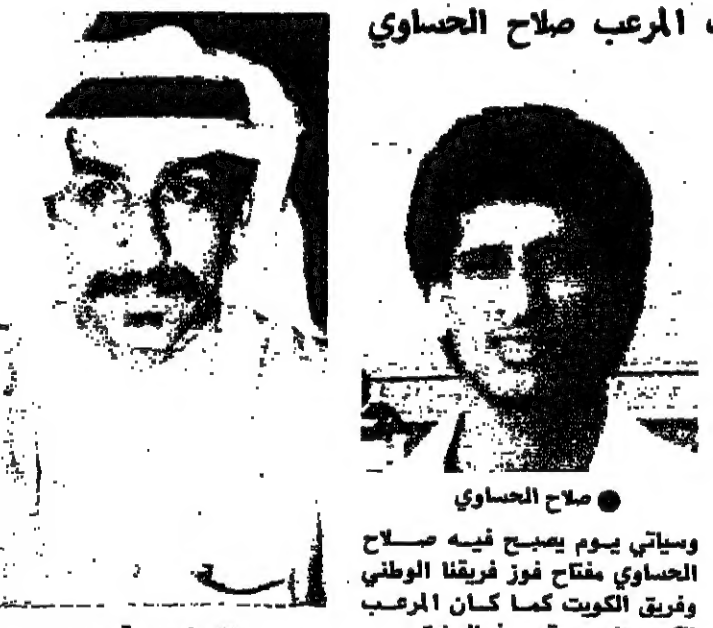 المرعب صلاح الحساوي
● صلاح الحساوي
وسياتي يوم يصبح فيه صلاح
الحساوي مفتاح فوز فريقنا الوطني
وفريق الكويت كما كان المرعب